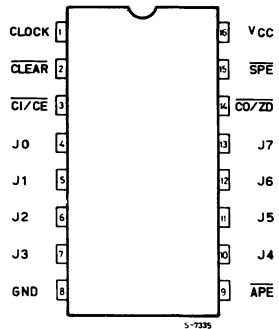 CLOCK 1 16 VCC
CLEAR 2 15 SPE
CI/CE 3 14 CO/ZD
J0 4 13 J7
J1 5 12 J6
J2 6 11 J5
J3 7 10 J4
GND 8 9 APE
S-7335